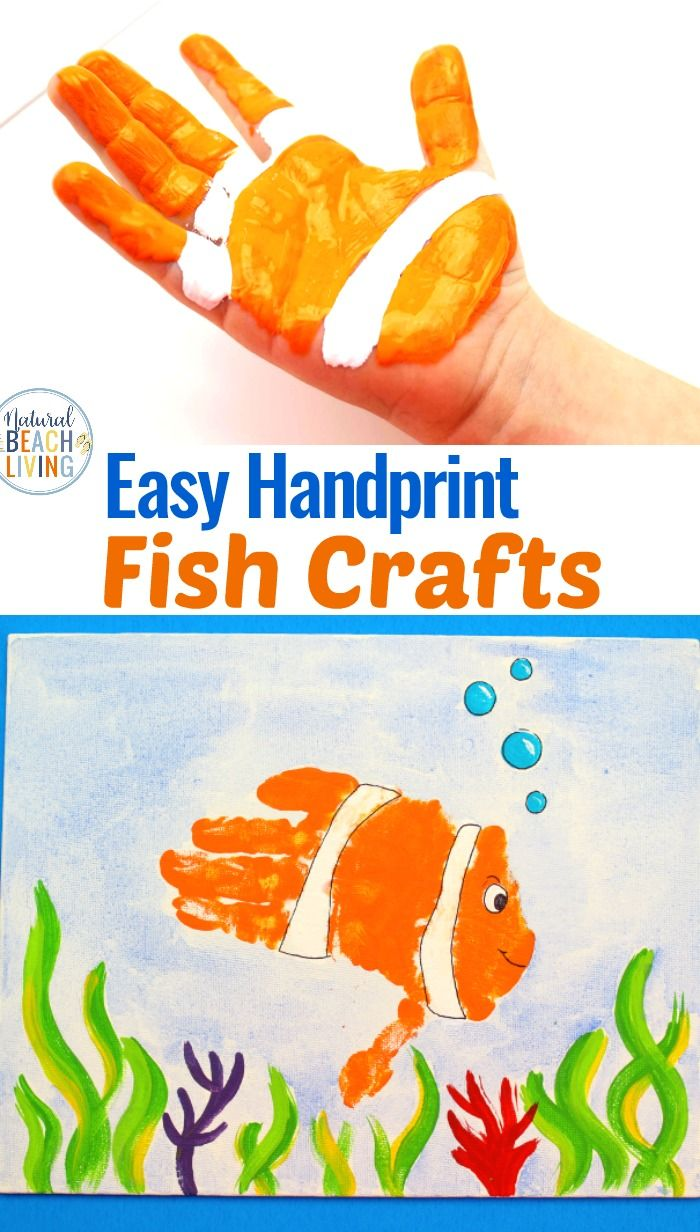 Natural
BEACH
LIVING
Easy Handprint
Fish Crafts